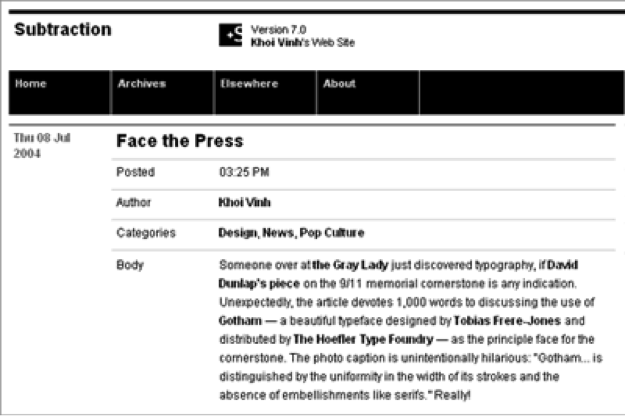 Subtraction
Version 7.0
Khoi Vinh's Web Site
Home Archives Elsewhere About
Thu 08 Jul
2004
Face the Press
Posted 03:25 PM
Author Khoi Vinh
Categories Design, News, Pop Culture
Body Someone over at the Gray Lady just discovered typography, if David
Dunlap's piece on the 9/11 memorial cornerstone is any indication.
Unexpectedly, the article devotes 1,000 words to discussing the use of
Gotham — a beautiful typeface designed by Tobias Frere-Jones and
distributed by The Hoefler Type Foundry — as the principle face for the
cornerstone. The photo caption is unintentionally hilarious: "Gotham... is
distinguished by the uniformity in the width of its strokes and the
absence of embellishments like serifs." Really!